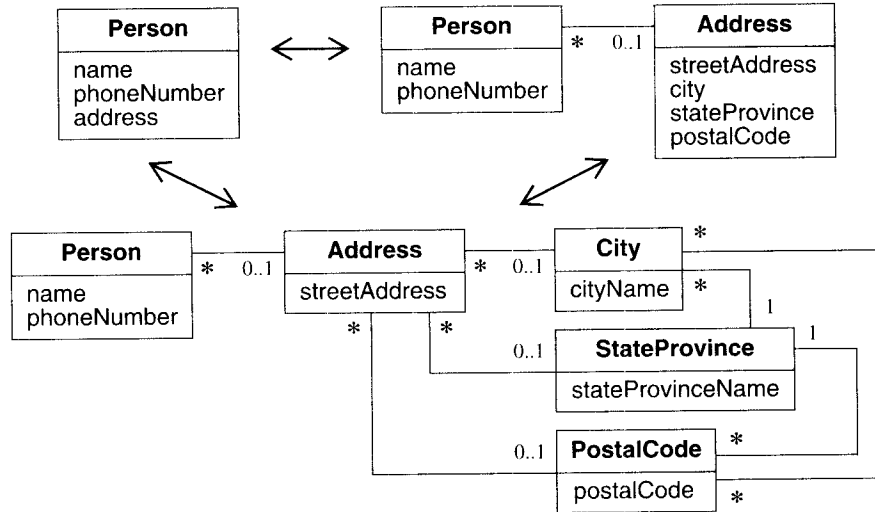 Person
name
phoneNumber
address
Person
name
phoneNumber
* 0..1
Address
streetAddress
city
stateProvince
postalCode
Person
name
phoneNumber
* 0..1
Address
streetAddress
* 0..1
City
cityName
*
*
* *
1 1
0..1
StateProvince
stateProvinceName
0..1
PostalCode
postalCode
*
*